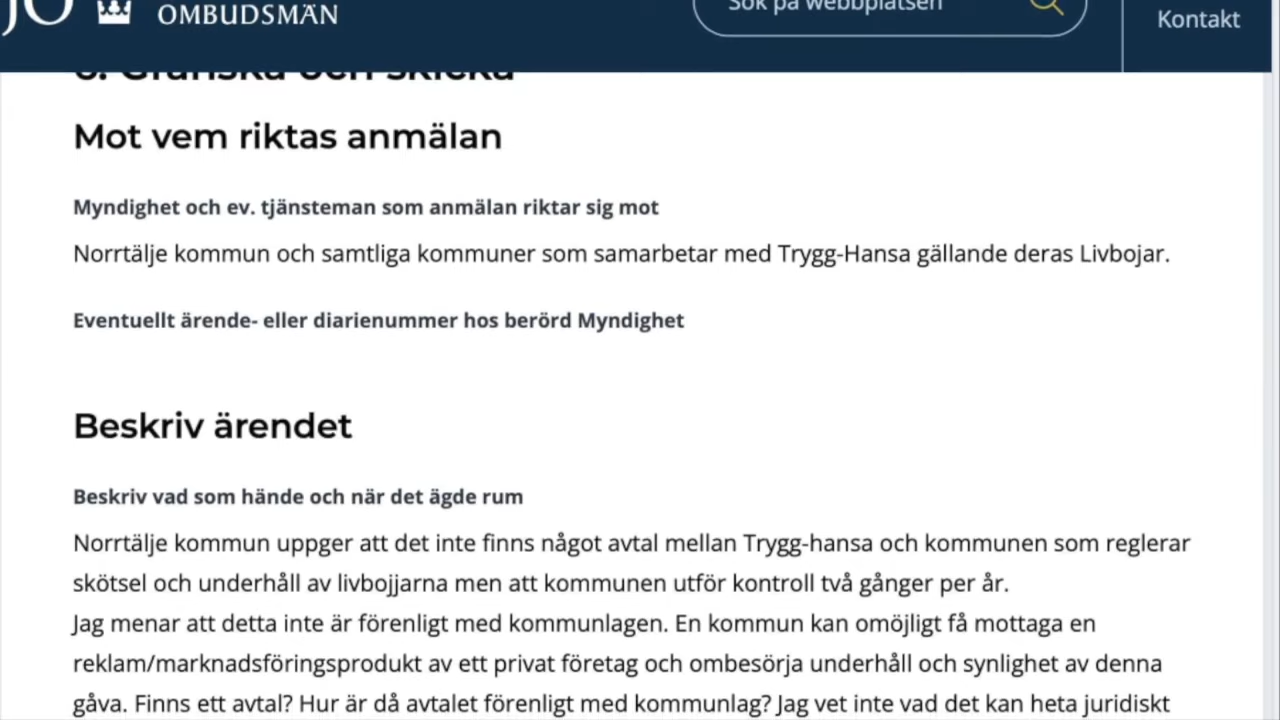 JO OMBUDSMÄN
Sök på webbplatsen
Kontakt
6. Granska och skicka
Mot vem riktas anmälan
Myndighet och ev. tjänsteman som anmälan riktar sig mot
Norrtälje kommun och samtliga kommuner som samarbetar med Trygg-Hansa gällande deras Livbojar.
Eventuellt ärende- eller diarienummer hos berörd Myndighet
Beskriv ärendet
Beskriv vad som hände och när det ägde rum
Norrtälje kommun uppger att det inte finns något avtal mellan Trygg-hansa och kommunen som reglerar
skötsel och underhåll av livbojjarna men att kommunen utför kontroll två gånger per år.
Jag menar att detta inte är förenligt med kommunlagen. En kommun kan omöjligt få mottaga en
reklam/marknadsföringsprodukt av ett privat företag och ombesörja underhåll och synlighet av denna
gåva. Finns ett avtal? Hur är då avtalet förenligt med kommunlag? Jag vet inte vad det kan heta juridiskt